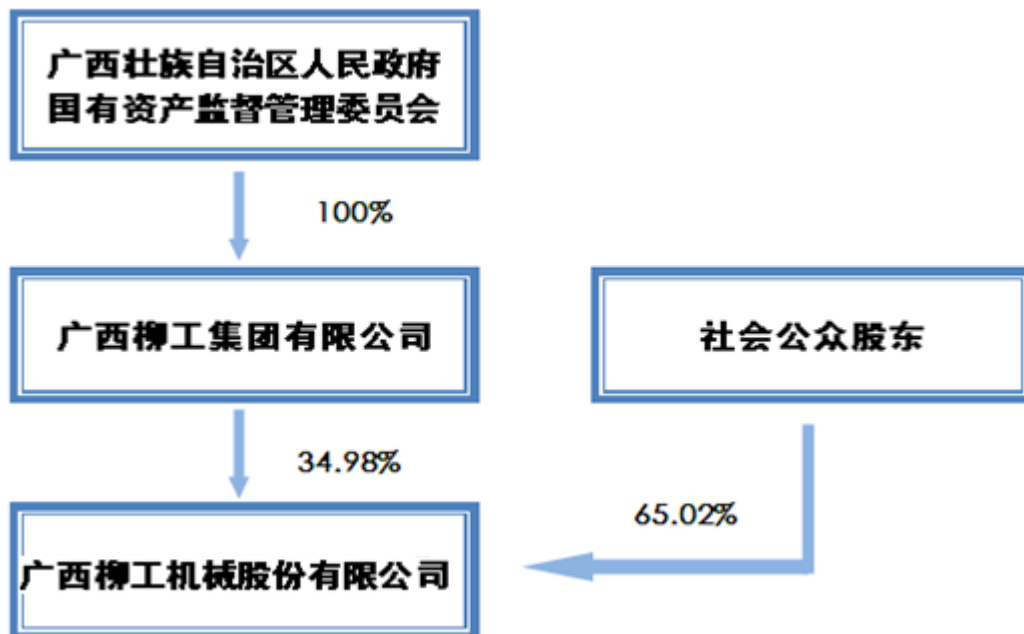 广西壮族自治区人民政府
国有资产监督管理委员会
100%
广西柳工集团有限公司
社会公众股东
34.98%
65.02%
广西柳工机械股份有限公司